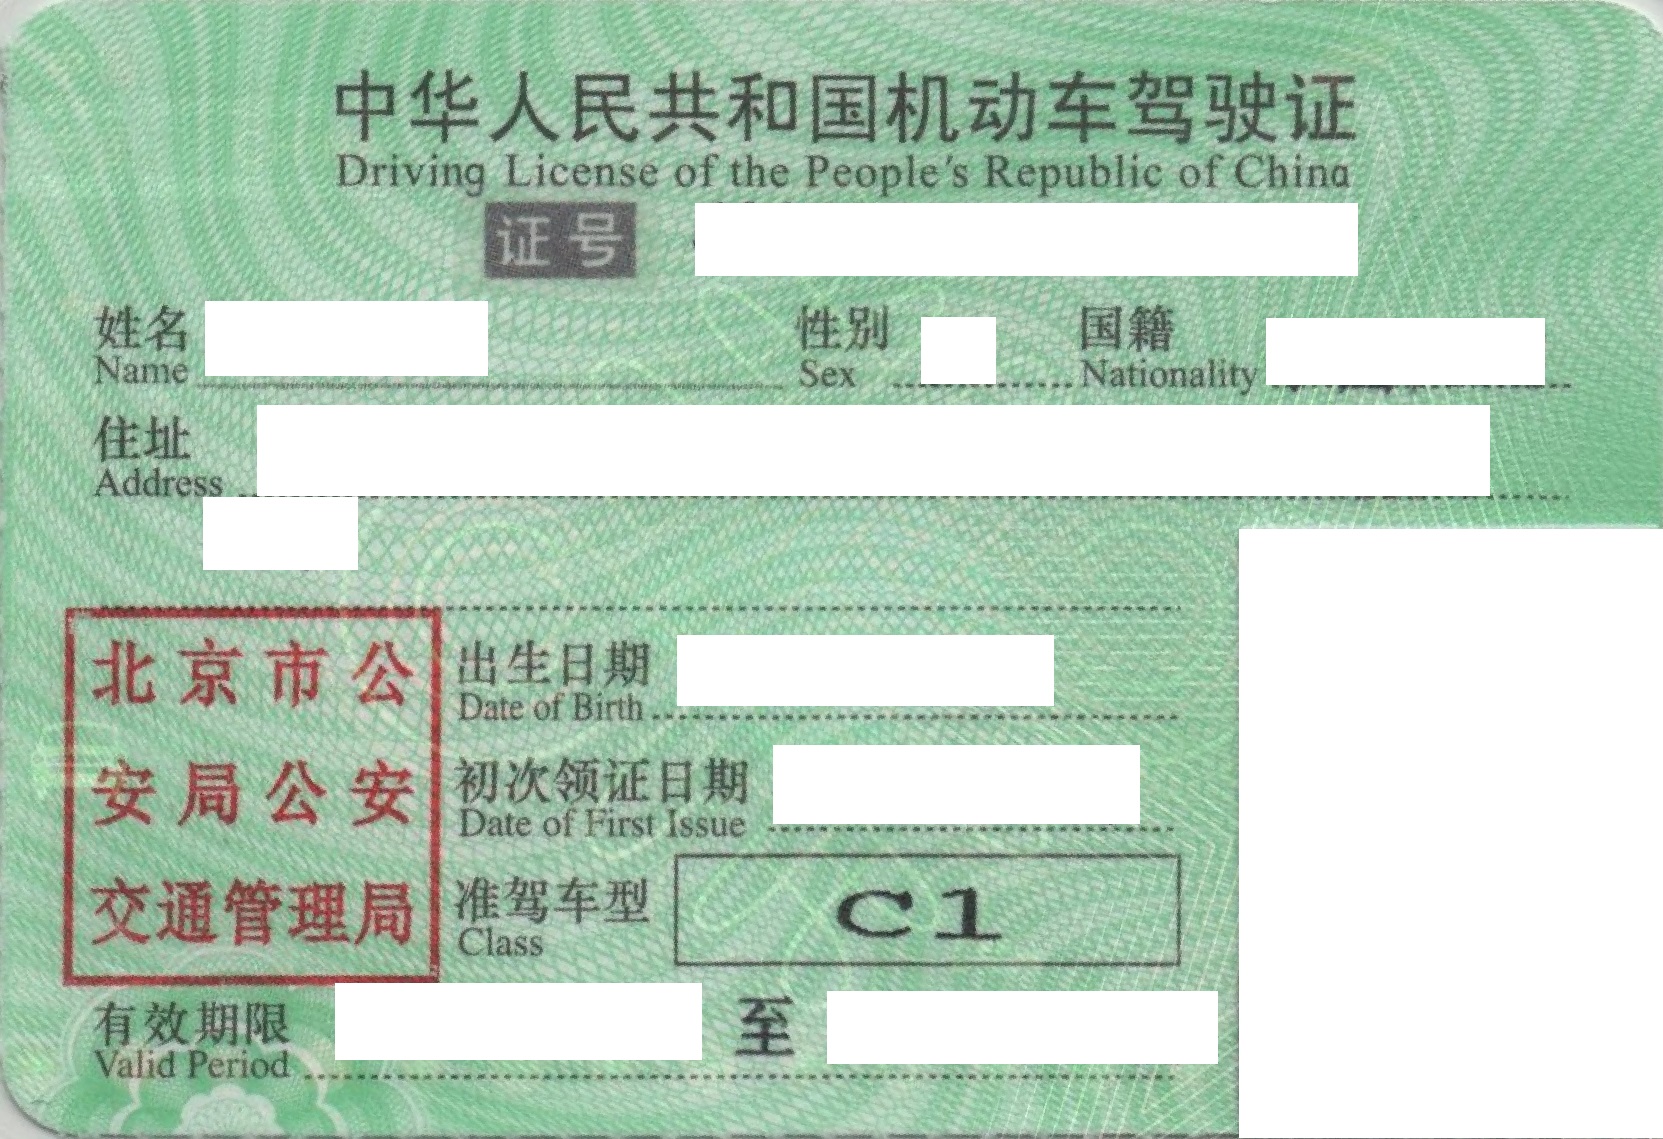 中华人民共和国机动车驾驶证
Driving License of the People's Republic of China
证号
姓名 性别 国籍
Name Sex Nationality
住址
Address
北京市公
安局公安
交通管理局
出生日期
Date of Birth
初次领证日期
Date of First Issue
准驾车型 C1
Class
有效期限 至
Valid Period